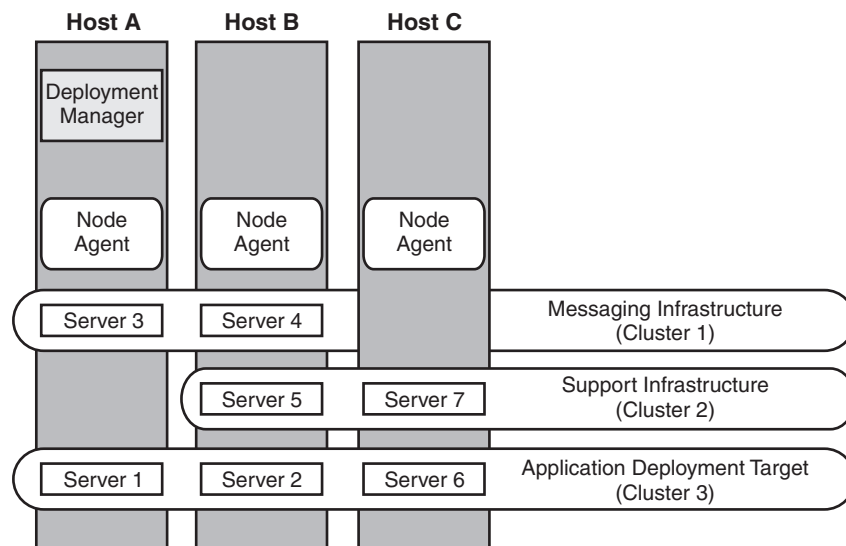 Host A
Host B
Host C
Deployment
Manager
Node
Agent
Node
Agent
Node
Agent
Server 3
Server 4
Messaging Infrastructure
(Cluster 1)
Server 5
Server 7
Support Infrastructure
(Cluster 2)
Server 1
Server 2
Server 6
Application Deployment Target
(Cluster 3)